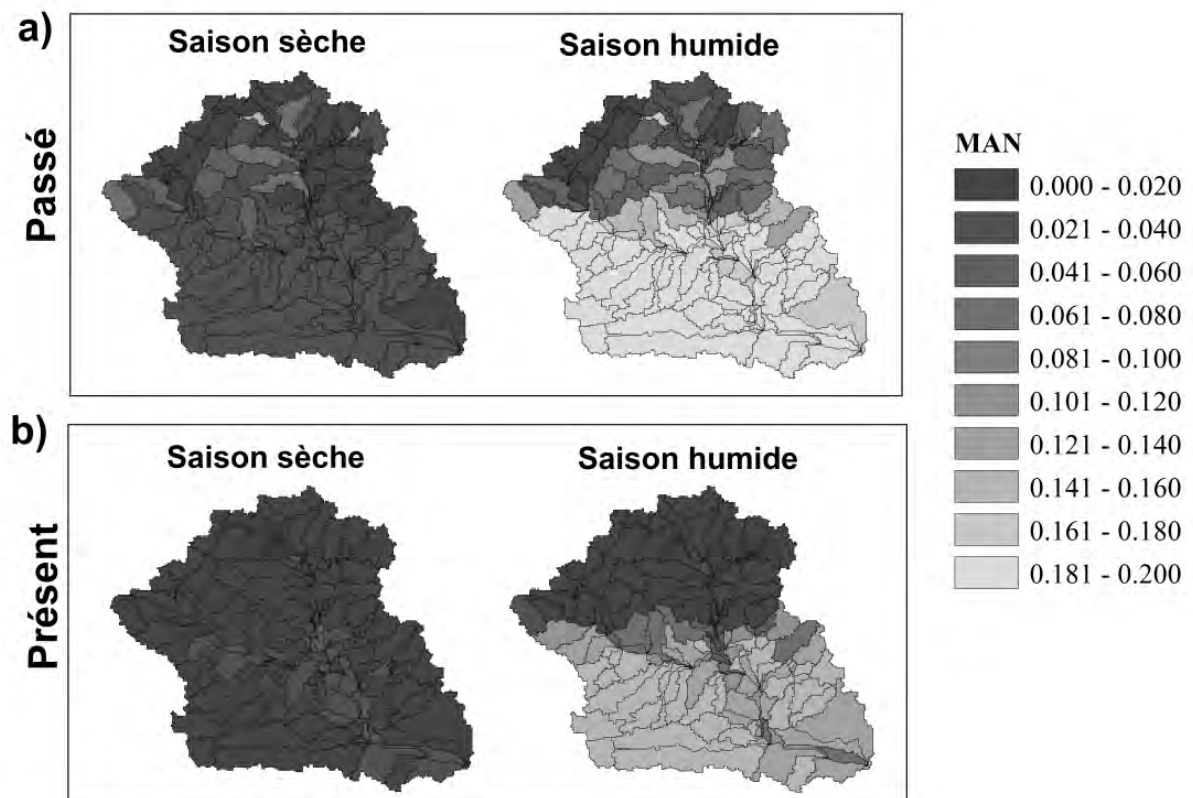 a)
Passé
Saison sèche
Saison humide
b)
Présent
Saison sèche
Saison humide
MAN
0.000 - 0.020
0.021 - 0.040
0.041 - 0.060
0.061 - 0.080
0.081 - 0.100
0.101 - 0.120
0.121 - 0.140
0.141 - 0.160
0.161 - 0.180
0.181 - 0.200